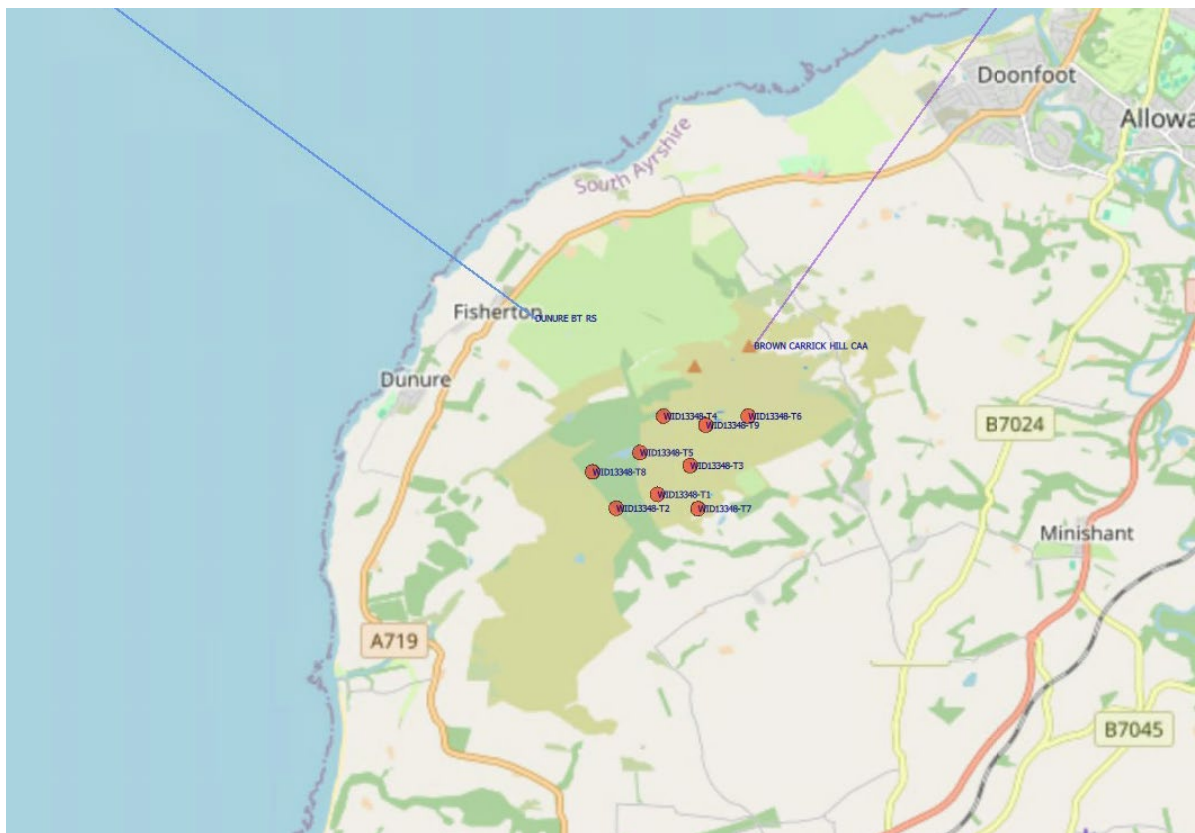 Doonfoot
Allowa
South Ayrshire
Fisherton
DUNURE BT RS
BROWN CARRICK HILL CAA
Dunure
WID13348-T4
WID13348-T6
WID13348-T9
B7024
WID13348-T5
WID13348-T3
WID13348-T8
WID13348-T1
WID13348-T2
WID13348-T7
Minishant
A719
B7045